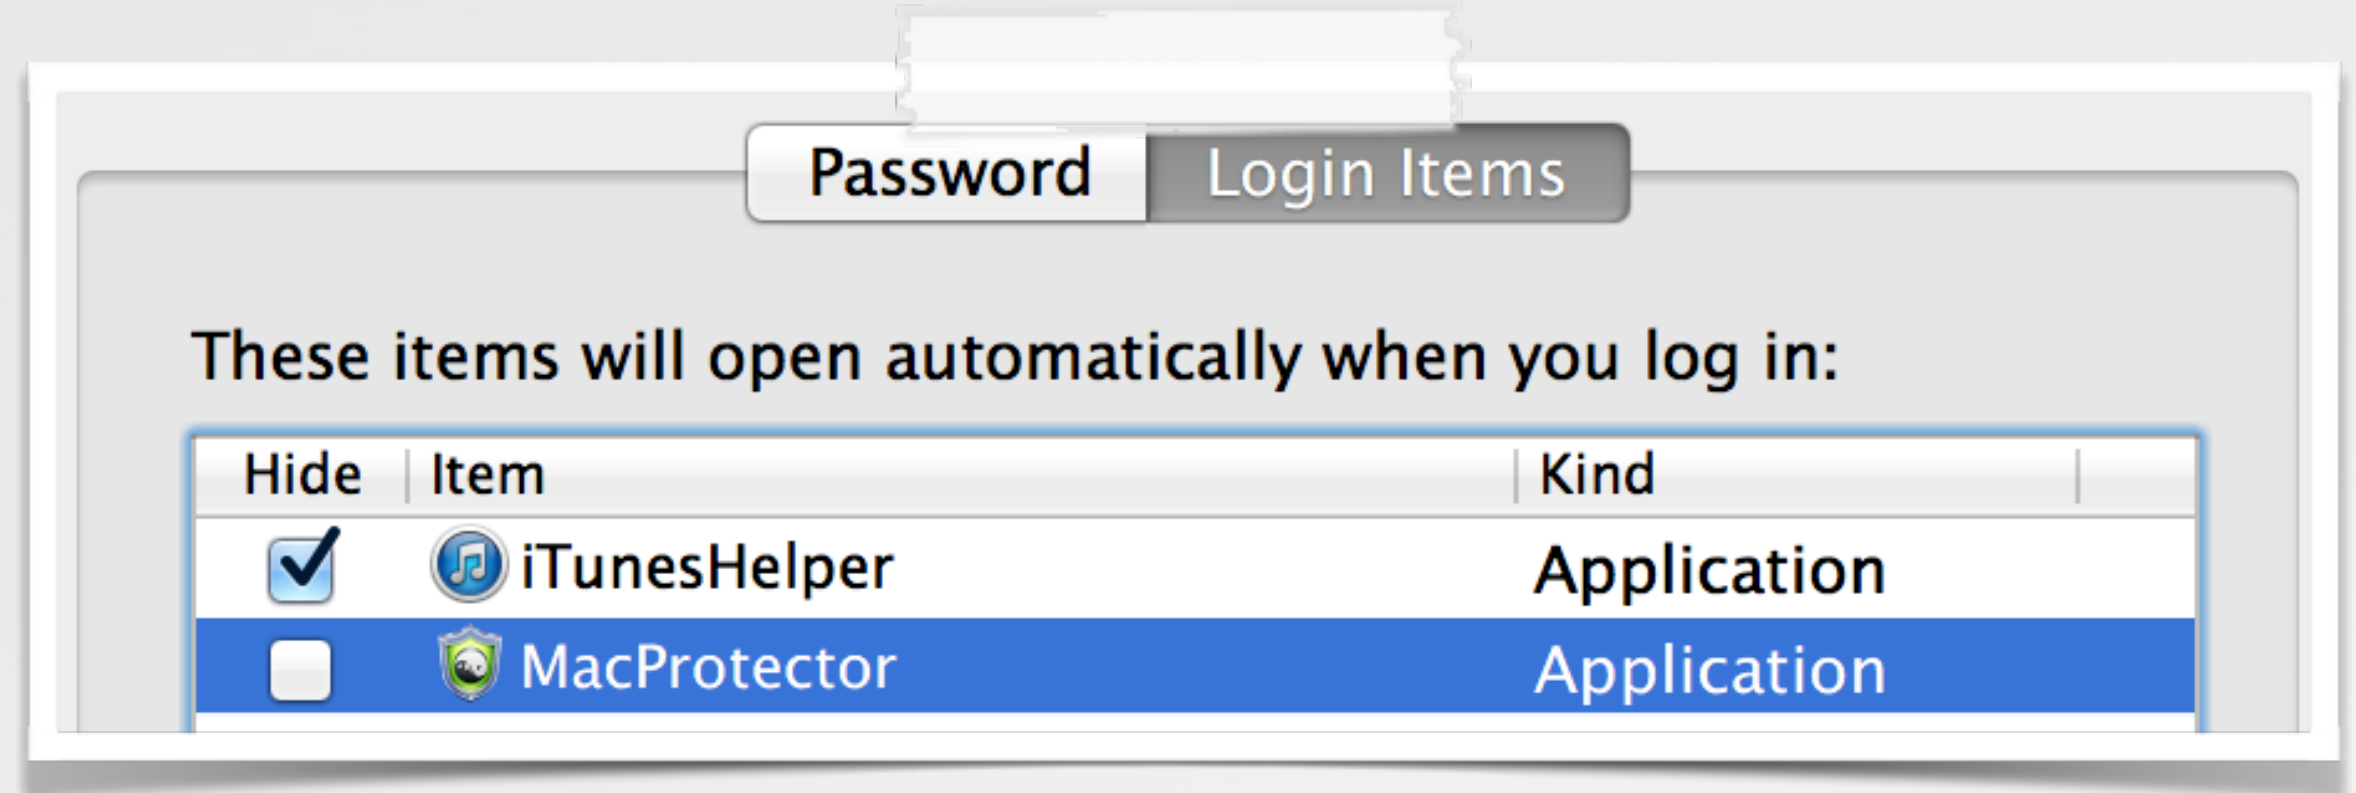 Password Login Items
These items will open automatically when you log in:
Hide Item Kind
iTunesHelper Application
MacProtector Application